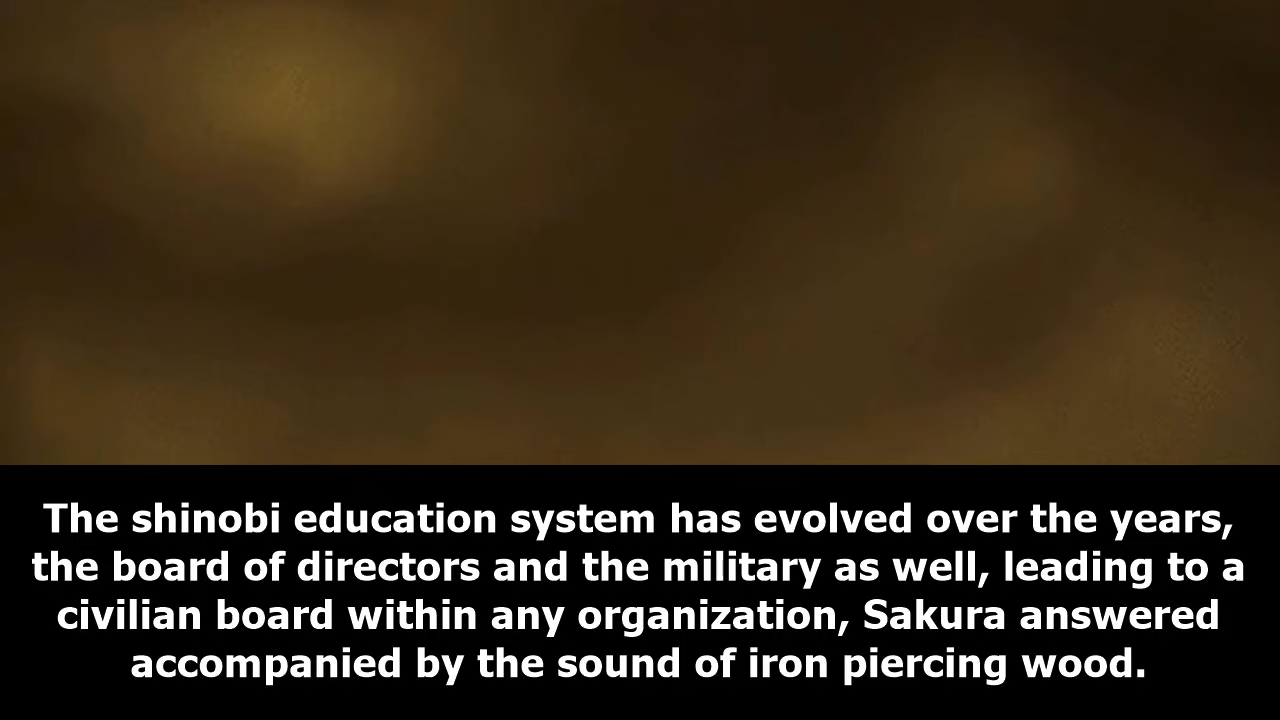 The shinobi education system has evolved over the years,
the board of directors and the military as well, leading to a
civilian board within any organization, Sakura answered
accompanied by the sound of iron piercing wood.